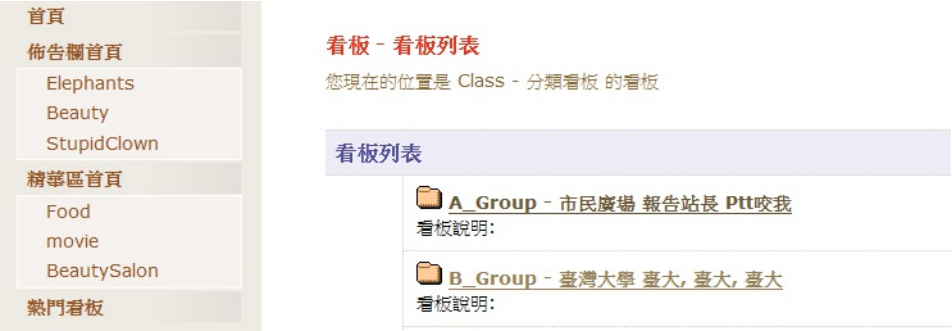 首頁
佈告欄首頁
Elephants
Beauty
StupidClown
精華區首頁
Food
movie
BeautySalon
熱門看板
看板 - 看板列表
您現在的位置是 Class - 分類看板 的看板
看板列表
A_Group - 市民廣場 報告站長 Ptt咬我
看板說明:
B_Group - 臺灣大學 臺大, 臺大, 臺大
看板說明: